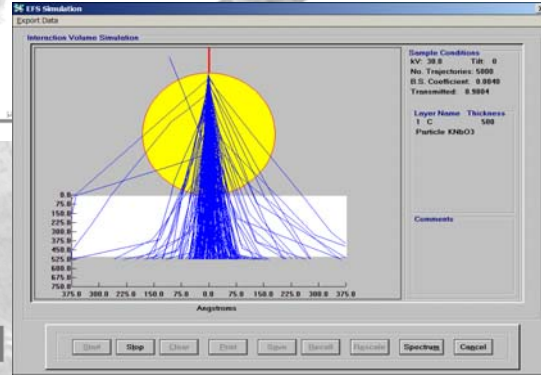 EFS Simulation
Export Data
Interaction Volume Simulation
Sample Conditions
kV: 30.0 Tilt: 0
No. Trajectories: 5000
B.S. Coefficient: 0.0040
Transmitted: 0.9804
Layer Name Thickness
1 C 500
Particle KNbO3
Comments
0.0
75.0
150.0
225.0
300.0
375.0
450.0
525.0
600.0
675.0
750.0
375.0 300.0 225.0 150.0 75.0 0.0 75.0 150.0 225.0 300.0 375.0
Angstroms
Start Stop Clear Print Save Recall Rescale Spectrum Cancel